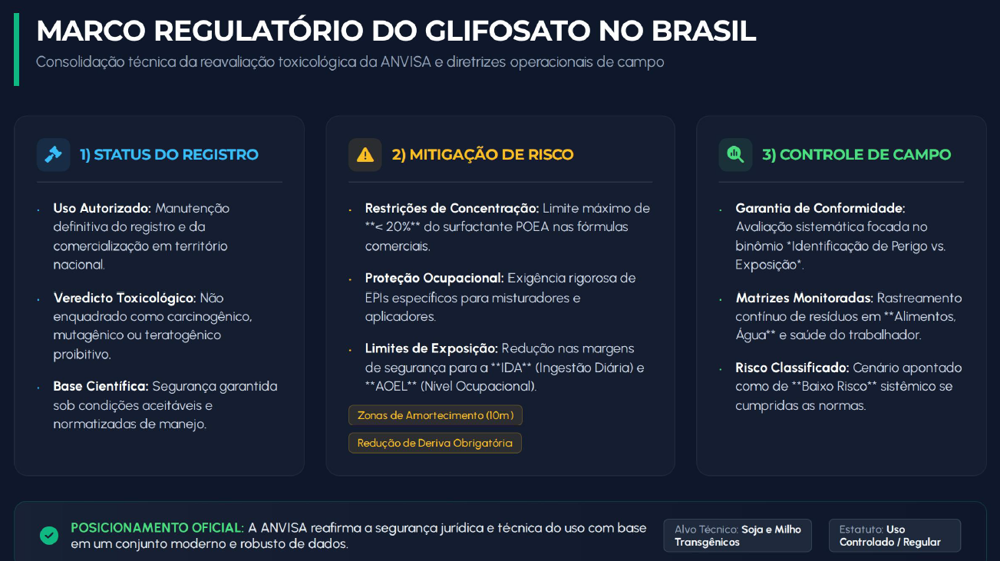 MARCO REGULATÓRIO DO GLIFOSATO NO BRASIL
Consolidação técnica da reavaliação toxicológica da ANVISA e diretrizes operacionais de campo
1) STATUS DO REGISTRO
Uso Autorizado: Manutenção
definitiva do registro e da
comercialização em território
nacional.
Veredicto Toxicológico: Não
enquadrado como carcinogênico,
mutagênico ou teratogênico
proibitivo.
Base Científica: Segurança garantida
sob condições aceitáveis e
normatizadas de manejo.
2) MITIGAÇÃO DE RISCO
Restrições de Concentração: Limite máximo de
**< 20%** do surfactante POEA nas fórmulas
comerciais.
Proteção Ocupacional: Exigência rigorosa de
EPIs específicos para misturadores e
aplicadores.
Limites de Exposição: Redução nas margens
de segurança para a **IDA** (Ingestão Diária) e
**AOEL** (Nível Ocupacional).
Zonas de Amortecimento (10m)
Redução de Deriva Obrigatória
3) CONTROLE DE CAMPO
Garantia de Conformidade:
Avaliação sistemática focada no
binômio *Identificação de Perigo vs.
Exposição*.
Matrizes Monitoradas: Rastreamento
contínuo de resíduos em **Alimentos,
Água** e saúde do trabalhador.
Risco Classificado: Cenário apontado
como de **Baixo Risco** sistêmico se
cumpridas as normas.
POSICIONAMENTO OFICIAL: A ANVISA reafirma a segurança jurídica e técnica do uso com base
em um conjunto moderno e robusto de dados.
Alvo Técnico: Soja e Milho
Transgênicos
Estatuto: Uso
Controlado / Regular